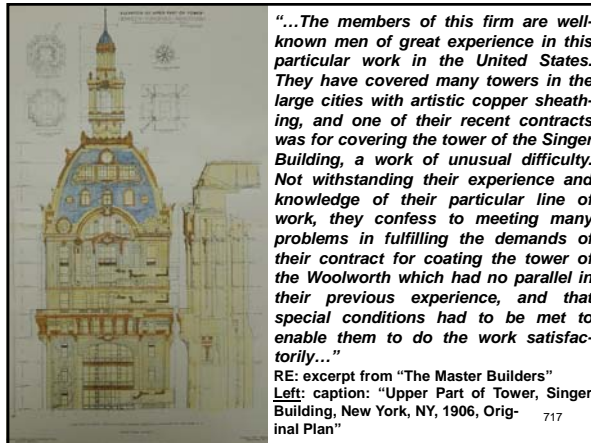 “…The members of this firm are well-
known men of great experience in this
particular work in the United States.
They have covered many towers in the
large cities with artistic copper sheath-
ing, and one of their recent contracts
was for covering the tower of the Singer
Building, a work of unusual difficulty.
Not withstanding their experience and
knowledge of their particular line of
work, they confess to meeting many
problems in fulfilling the demands of
their contract for coating the tower of
the Woolworth which had no parallel in
their previous experience, and that
special conditions had to be met to
enable them to do the work satisfac-
torily…”
RE: excerpt from “The Master Builders”
Left: caption: “Upper Part of Tower, Singer
Building, New York, NY, 1906, Orig-
inal Plan”
717